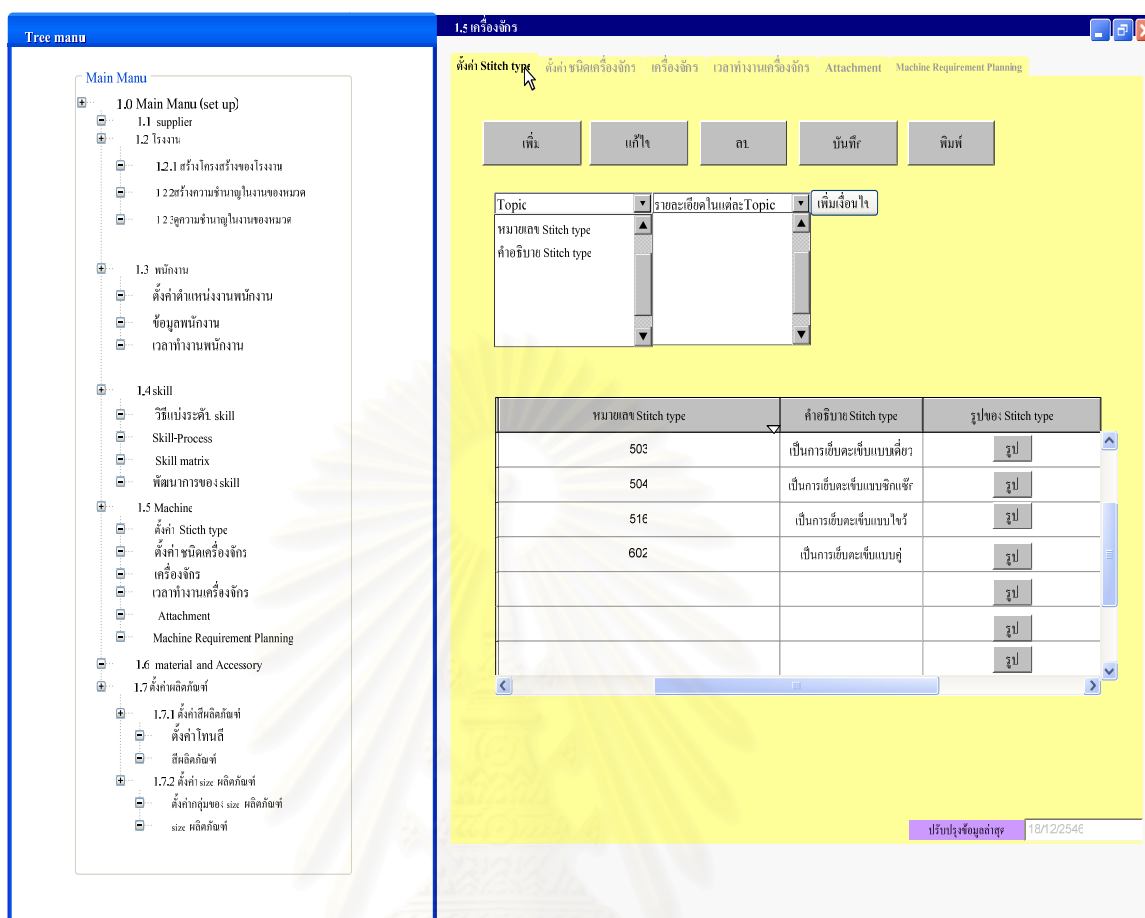 Tree manu
Main Manu
1.0 Main Manu (set up)
1.1 supplier
1.2 โรงงาน
1.2.1 สร้างโครงสร้างของโรงงาน
1 2 2สร้างความชำนาญในงานของหมวด
1 2 3ดูความชำนาญในงานของหมวด
1.3 พนักงาน
ตั้งค่าตำแหน่งงานพนักงาน
ข้อมูลพนักงาน
เวลาทำงานพนักงาน
1.4 skill
วิธีแบ่งระดับ skill
Skill-Process
Skill matrix
พัฒนาการของ skill
1.5 Machine
ตั้งค่า Sticth type
ตั้งค่า ชนิดเครื่องจักร
เครื่องจักร
เวลาทำงานเครื่องจักร
Attachment
Machine Requirement Planning
1.6 material and Accessory
1.7 ตั้งค่าผลิตภัณฑ์
1.7.1 ตั้งค่าสีผลิตภัณฑ์
ตั้งค่าโทนสี
สีผลิตภัณฑ์
1.7.2 ตั้งค่า size ผลิตภัณฑ์
ตั้งค่ากลุ่มของ size ผลิตภัณฑ์
size ผลิตภัณฑ์
1.5 เครื่องจักร
ตั้งค่า Stitch type ตั้งค่า ชนิดเครื่องจักร เครื่องจักร เวลาทำงานเครื่องจักร Attachment Machine Requirement Planning
เพิ่ม แก้ไข ลบ บันทึก พิมพ์
Topic รายละเอียดในแต่ละTopic เพิ่มเงื่อนไข
หมายเลข Stitch type
คำอธิบาย Stitch type
หมายเลข Stitch type คำอธิบาย Stitch type รูปของ Stitch type
503 เป็นการเย็บตะเข็บแบบเดี่ยว รูป
504 เป็นการเย็บตะเข็บแบบซิกแซ็ก รูป
516 เป็นการเย็บตะเข็บแบบไขว้ รูป
602 เป็นการเย็บตะเข็บแบบคู่ รูป
รูป
รูป
รูป
ปรับปรุงข้อมูลล่าสุด 18/12/2546